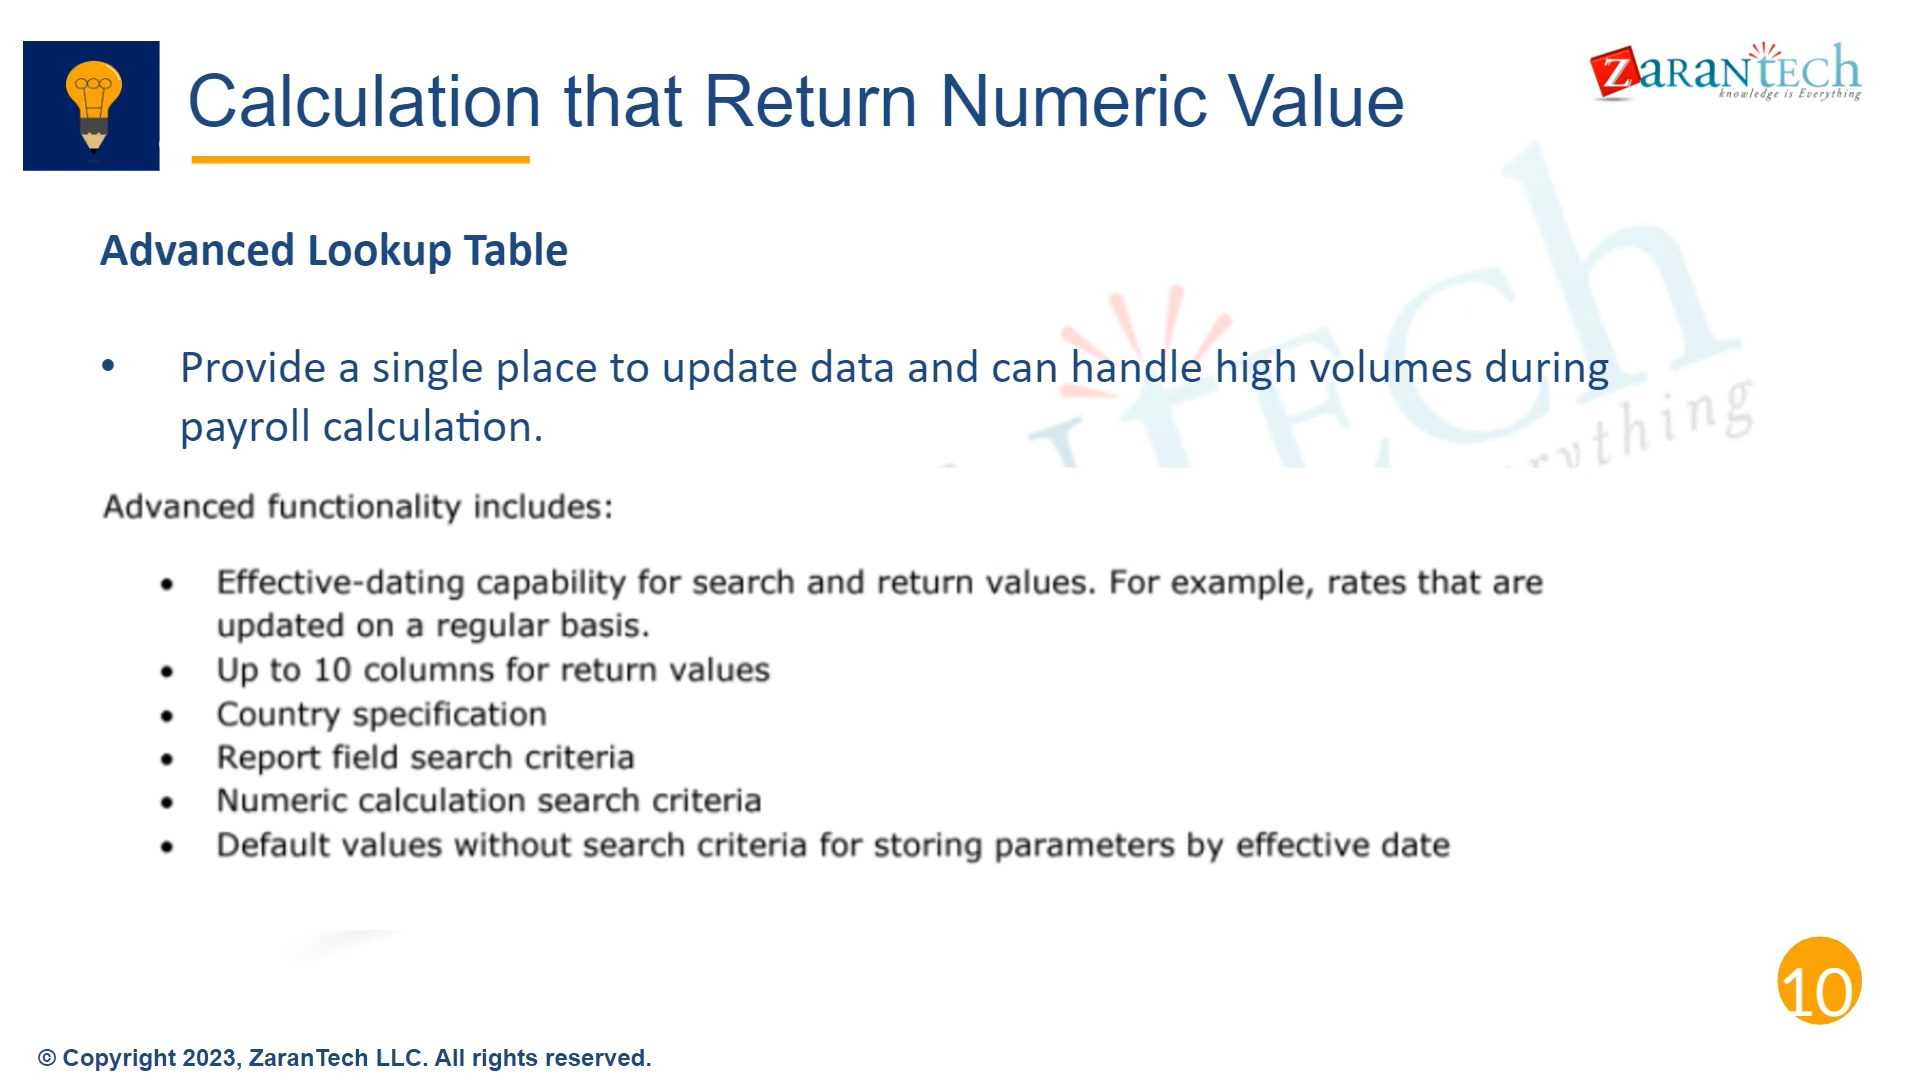 Calculation that Return Numeric Value
ZARANTECH
knowledge is Everything
Advanced Lookup Table
• Provide a single place to update data and can handle high volumes during
payroll calculation.
Advanced functionality includes:
• Effective-dating capability for search and return values. For example, rates that are
updated on a regular basis.
• Up to 10 columns for return values
• Country specification
• Report field search criteria
• Numeric calculation search criteria
• Default values without search criteria for storing parameters by effective date
10
© Copyright 2023, ZaranTech LLC. All rights reserved.